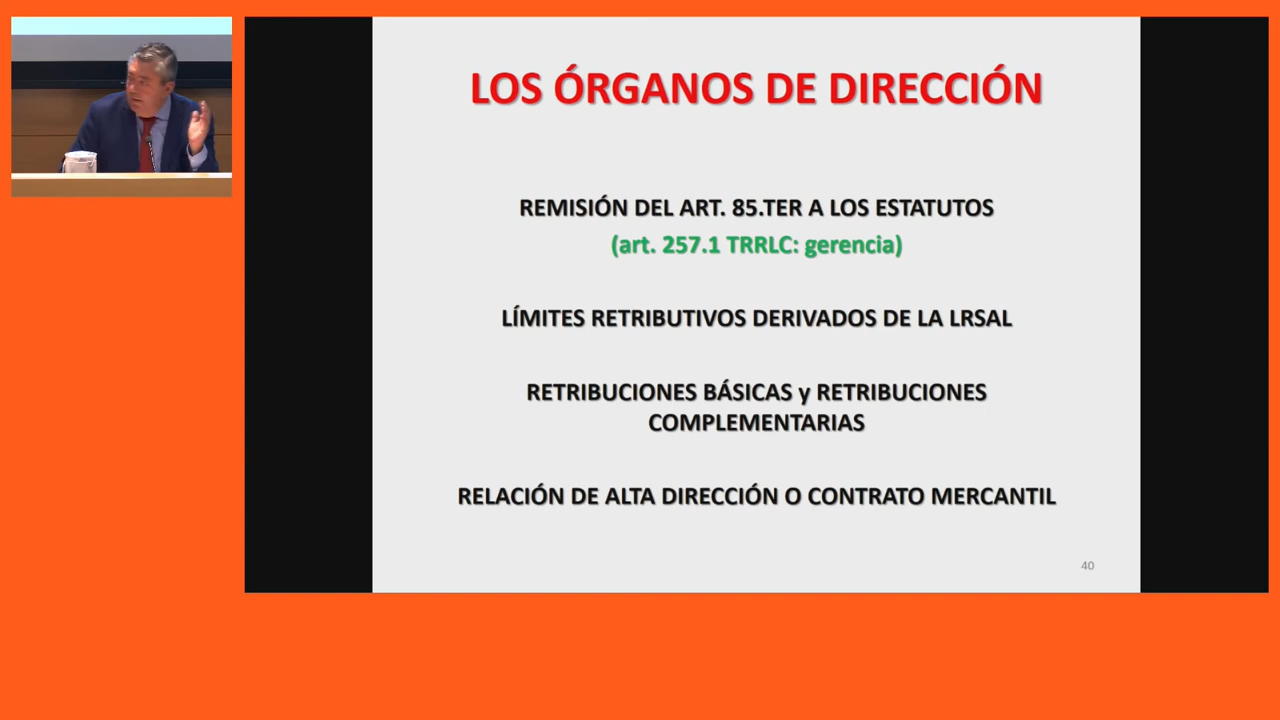 LOS ÓRGANOS DE DIRECCIÓN
REMISIÓN DEL ART. 85.TER A LOS ESTATUTOS
(art. 257.1 TRRLC: gerencia)
LÍMITES RETRIBUTIVOS DERIVADOS DE LA LRSAL
RETRIBUCIONES BÁSICAS y RETRIBUCIONES
COMPLEMENTARIAS
RELACIÓN DE ALTA DIRECCIÓN O CONTRATO MERCANTIL
40